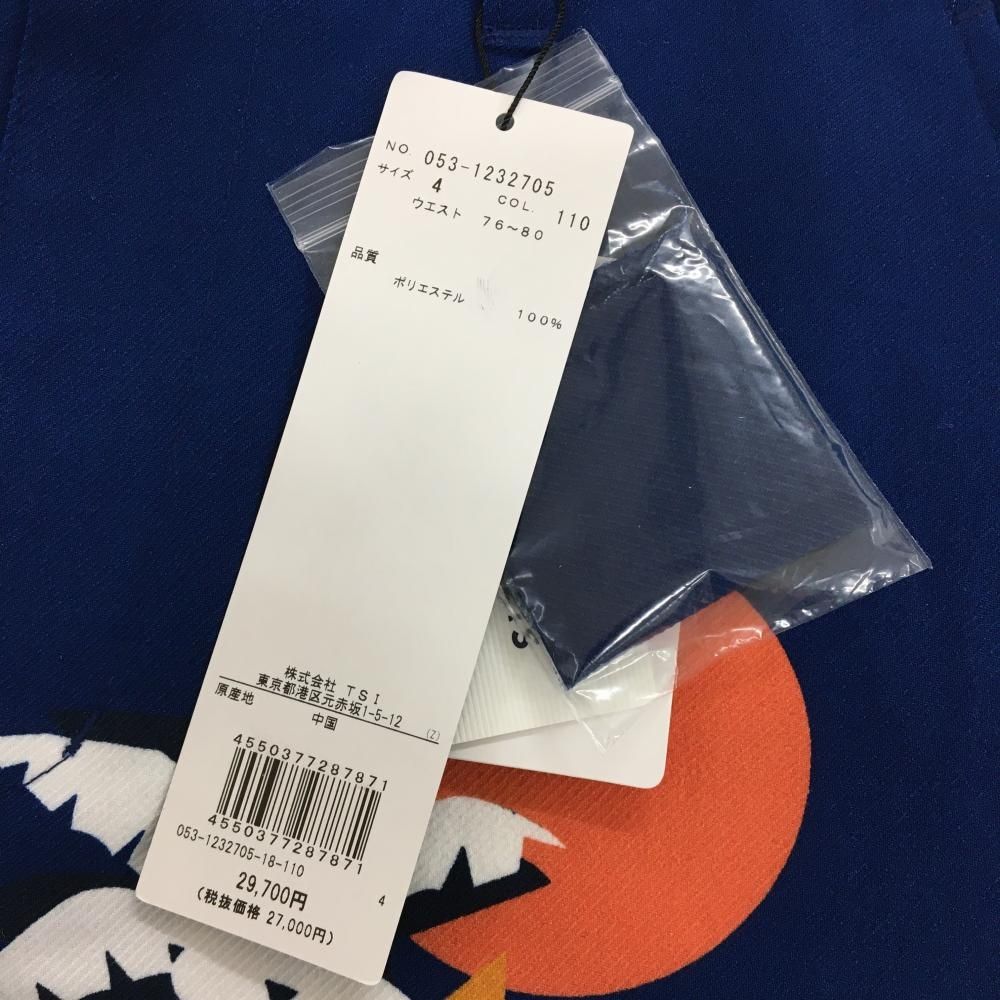 NO. 053-1232705
サイズ 4 COL. 110
ウエスト 76～80
品質
ポリエステル 100%
株式会社 TSI
東京都港区元赤坂1-5-12 (Z)
原産地 中国
4550377287871
4550377287871
053-1232705-18-110
29,700円 4
(税抜価格 27,000円)